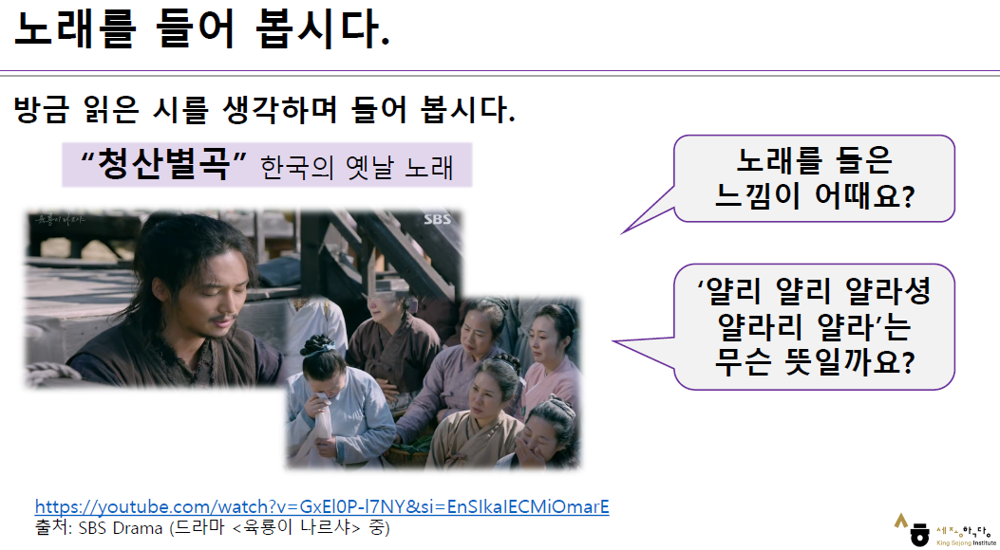 노래를 들어 봅시다.
방금 읽은 시를 생각하며 들어 봅시다.
“청산별곡” 한국의 옛날 노래
노래를 들은
느낌이 어때요?
육룡이 나르샤
SBS
‘얄리 얄리 얄라셩
얄라리 얄라’는
무슨 뜻일까요?
https://youtube.com/watch?v=GxEl0P-l7NY&si=EnSIkaIECMiOmarE
출처: SBS Drama (드라마 <육룡이 나르샤> 중)
세종학당
King Sejong Institute